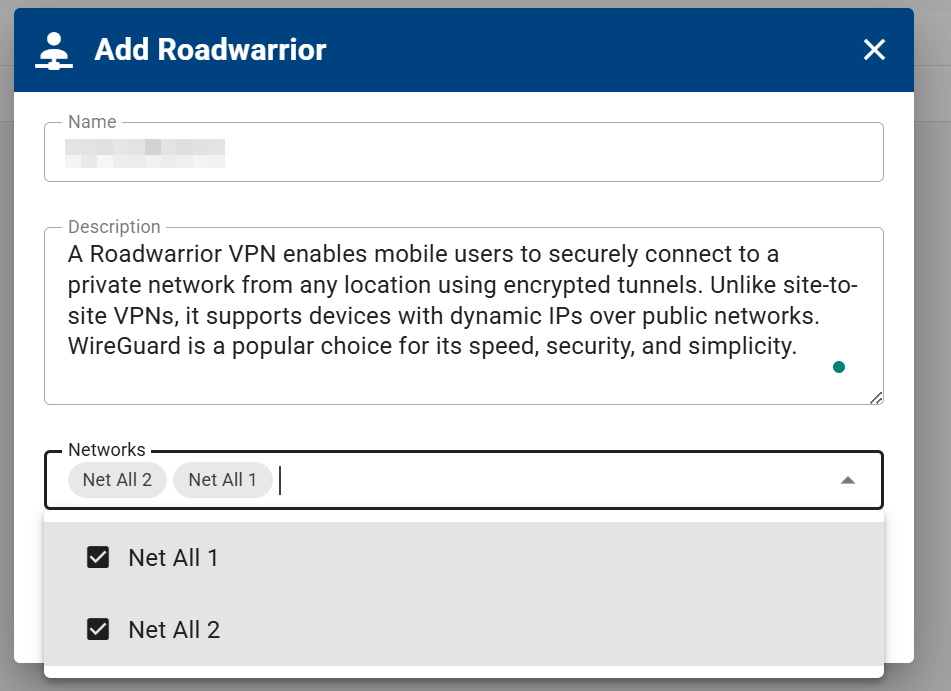 Add Roadwarrior
Name
Description
A Roadwarrior VPN enables mobile users to securely connect to a
private network from any location using encrypted tunnels. Unlike site-to-
site VPNs, it supports devices with dynamic IPs over public networks.
WireGuard is a popular choice for its speed, security, and simplicity.
Networks
Net All 2 Net All 1
Net All 1
Net All 2